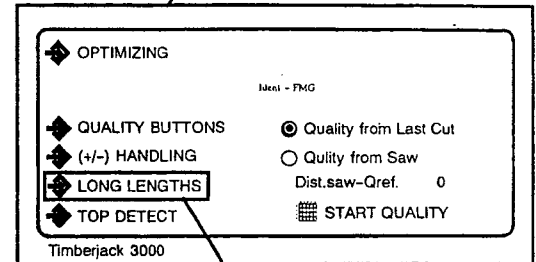 OPTIMIZING
Ident - FMG
QUALITY BUTTONS
Quality from Last Cut
(+/-) HANDLING
Qulity from Saw
LONG LENGTHS
Dist.saw-Qref. 0
TOP DETECT
START QUALITY
Timberjack 3000